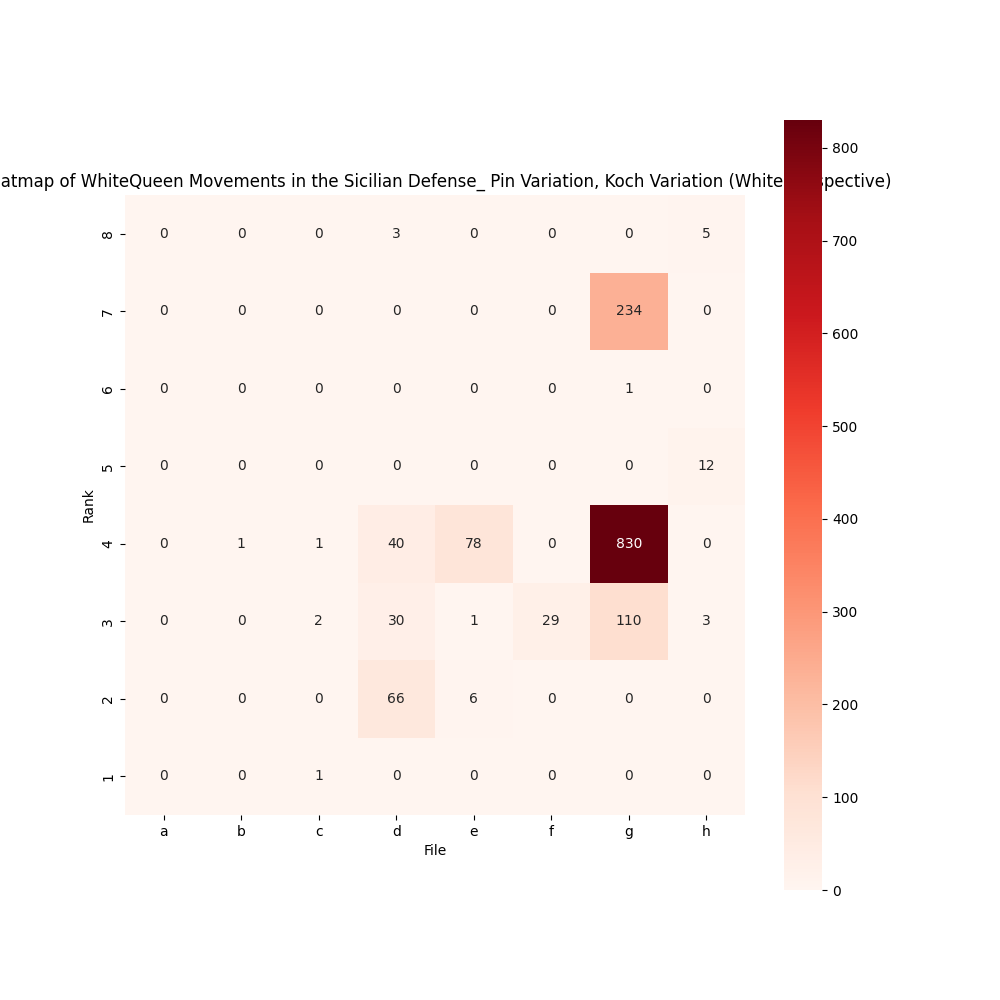 atmap of WhiteQueen Movements in the Sicilian Defense_ Pin Variation, Koch Variation (White spective)
800
700
600
500
400
300
200
100
0
8 0 0 0 3 0 0 0 5
7 0 0 0 0 0 0 234 0
6 0 0 0 0 0 0 1 0
5 0 0 0 0 0 0 0 12
Rank
4 0 1 1 40 78 0 830 0
3 0 0 2 30 1 29 110 3
2 0 0 0 66 6 0 0 0
1 0 0 1 0 0 0 0 0
a b c d e f g h
File